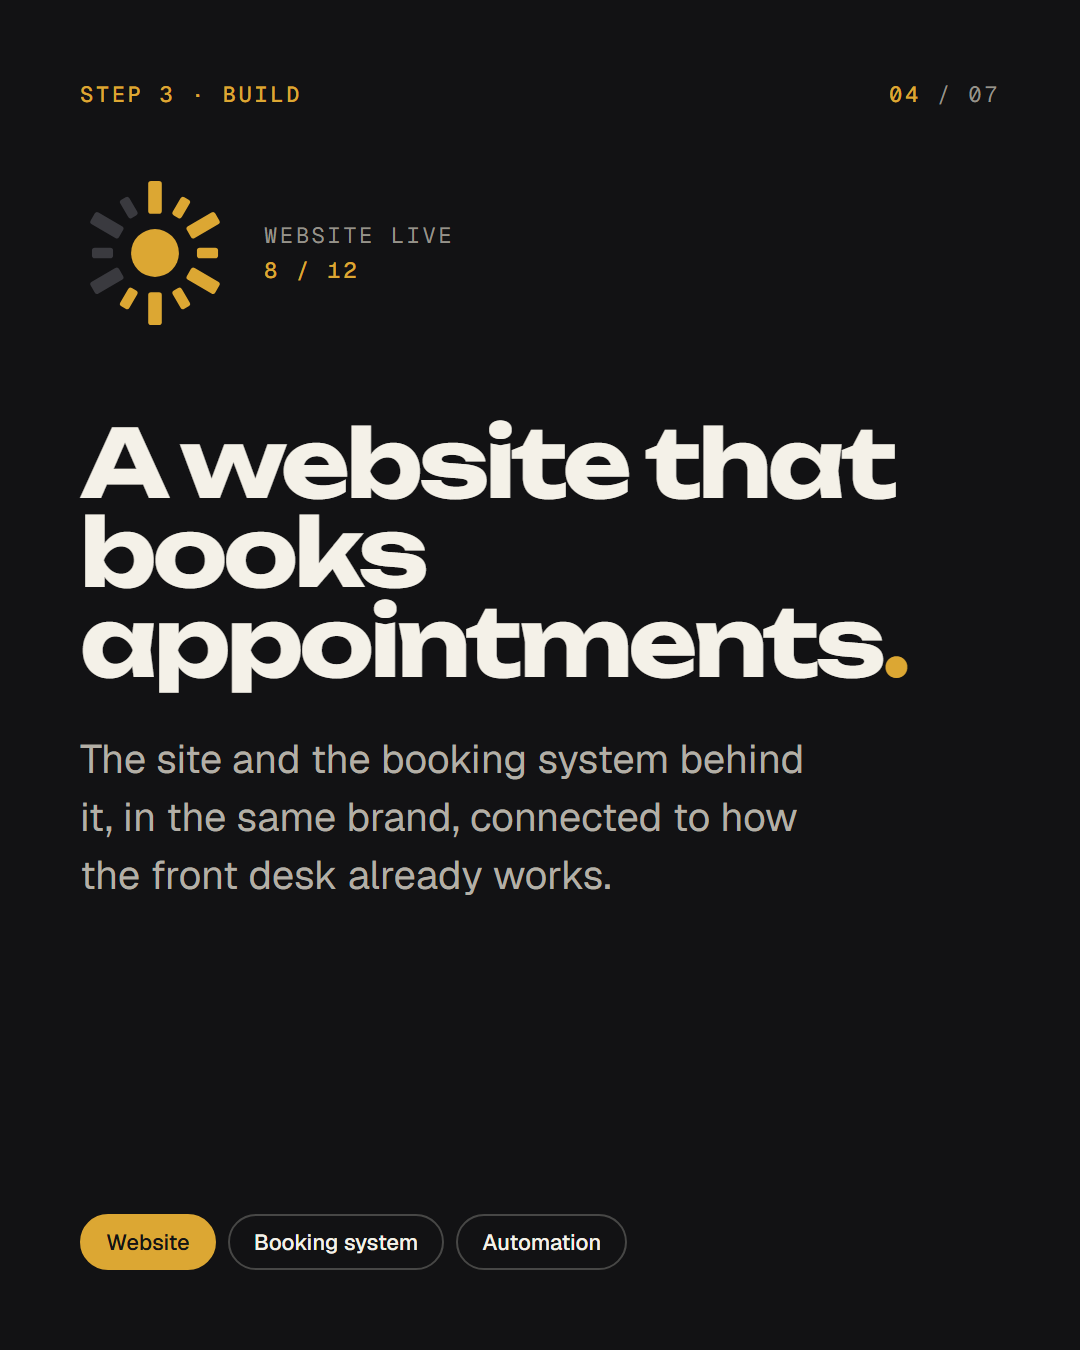 STEP 3 · BUILD
04 / 07
WEBSITE LIVE
8 / 12
A website that
books
appointments.
The site and the booking system behind
it, in the same brand, connected to how
the front desk already works.
Website
Booking system
Automation